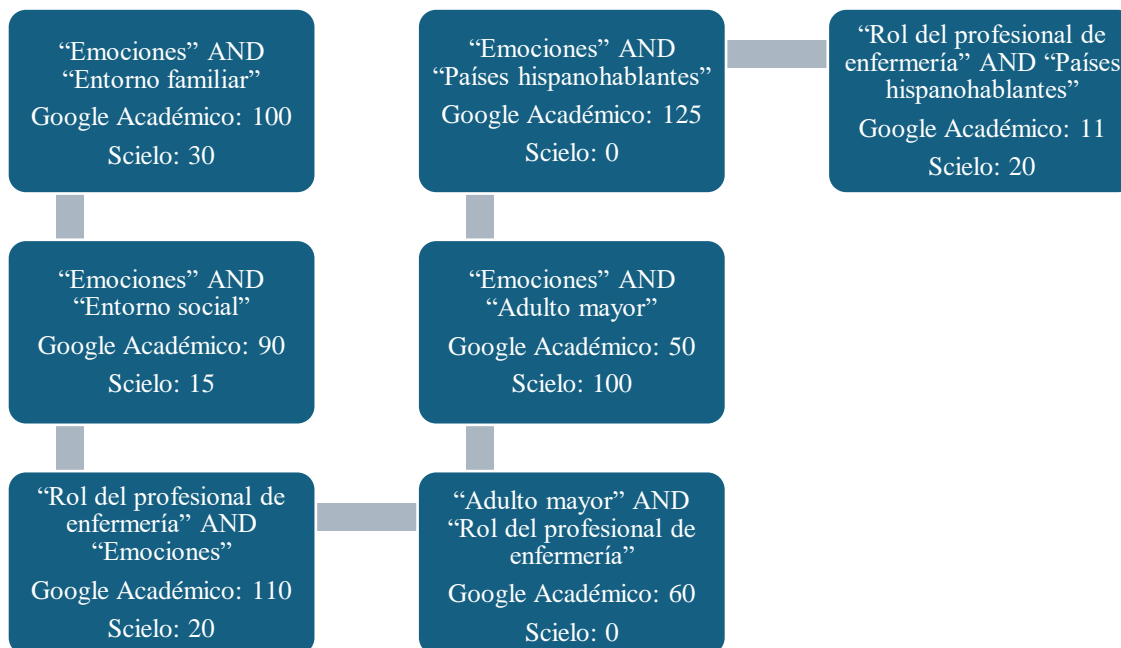 “Emociones” AND
“Entorno familiar”
Google Académico: 100
Scielo: 30
“Emociones” AND
“Entorno social”
Google Académico: 90
Scielo: 15
“Rol del profesional de
enfermería” AND
“Emociones”
Google Académico: 110
Scielo: 20
“Adulto mayor” AND
“Rol del profesional de
enfermería”
Google Académico: 60
Scielo: 0
“Emociones” AND
“Adulto mayor”
Google Académico: 50
Scielo: 100
“Emociones” AND
“Países hispanohablantes”
Google Académico: 125
Scielo: 0
“Rol del profesional de
enfermería” AND “Países
hispanohablantes”
Google Académico: 11
Scielo: 20